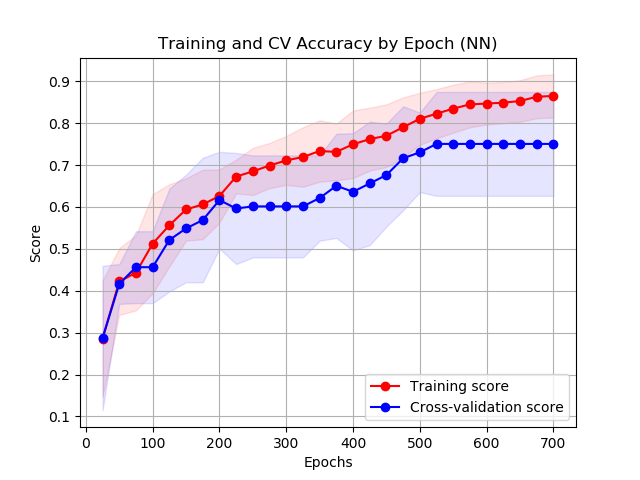 Training and CV Accuracy by Epoch (NN)
0.9
0.8
0.7
0.6
0.5
0.4
0.3
0.2
0.1
Score
Training score
Cross-validation score
0 100 200 300 400 500 600 700
Epochs